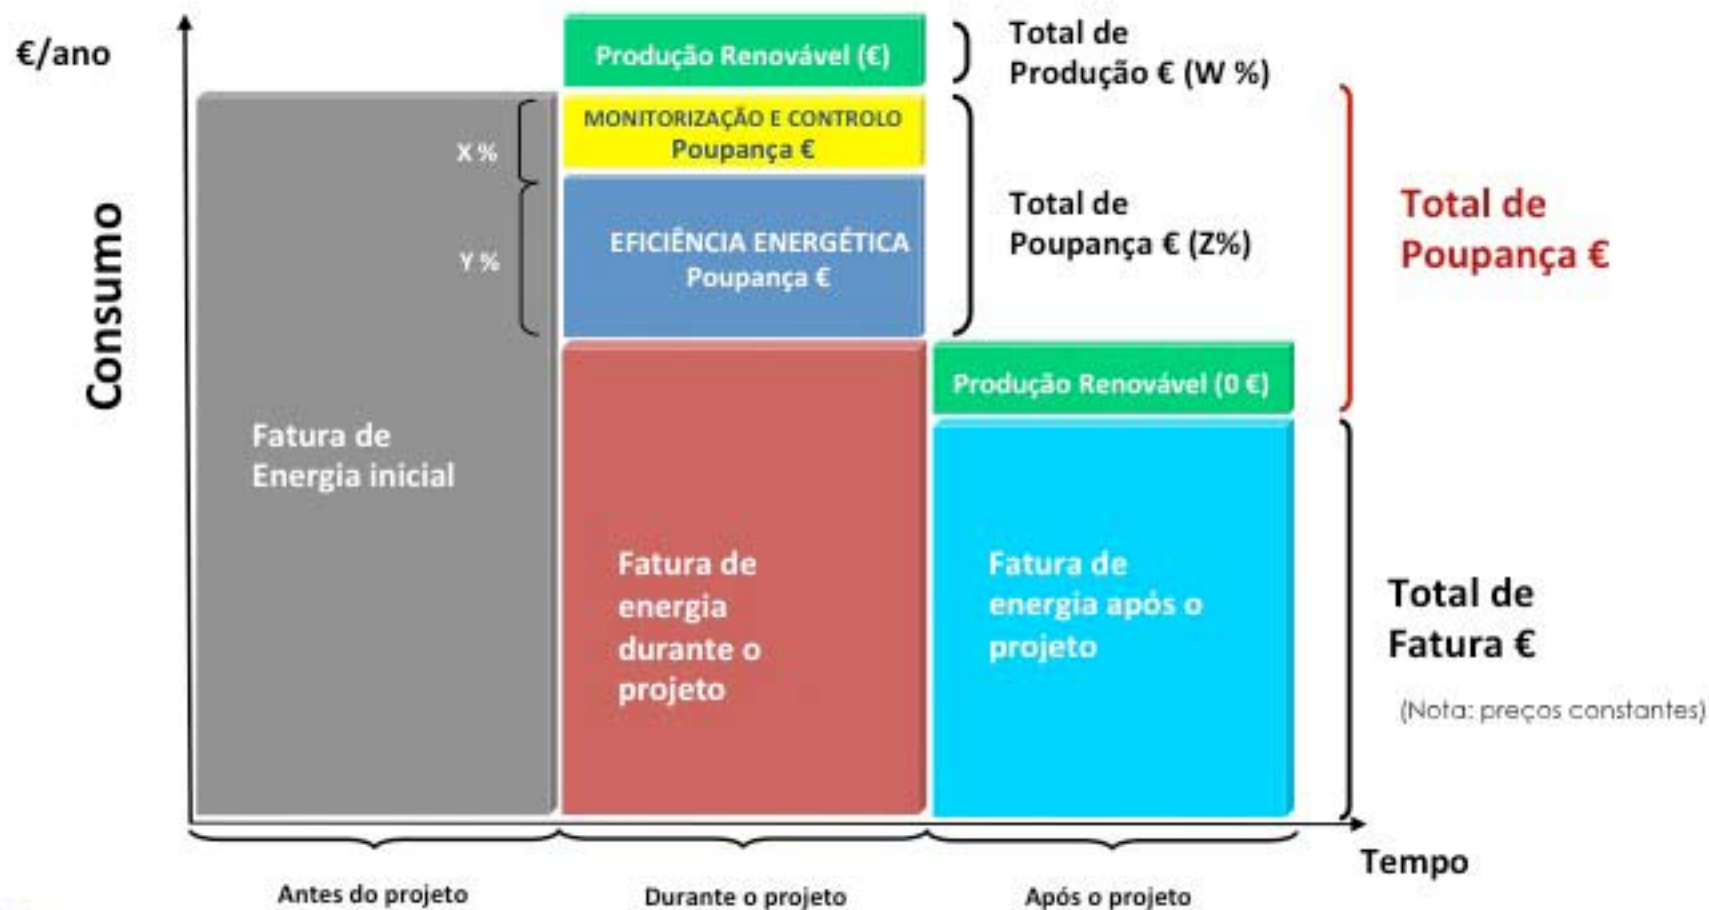 €/ano
Consumo
Produção Renovável (€)
Total de
Produção € (W %)
MONITORIZAÇÃO E CONTROLO
Poupança €
X %
EFICIÊNCIA ENERGÉTICA
Poupança €
Y %
Total de
Poupança € (Z%)
Total de
Poupança €
Produção Renovável (0 €)
Fatura de
Energia inicial
Fatura de
energia
durante o
projeto
Fatura de
energia após o
projeto
Total de
Fatura €
(Nota: preços constantes)
Tempo
Antes do projeto
Durante o projeto
Após o projeto